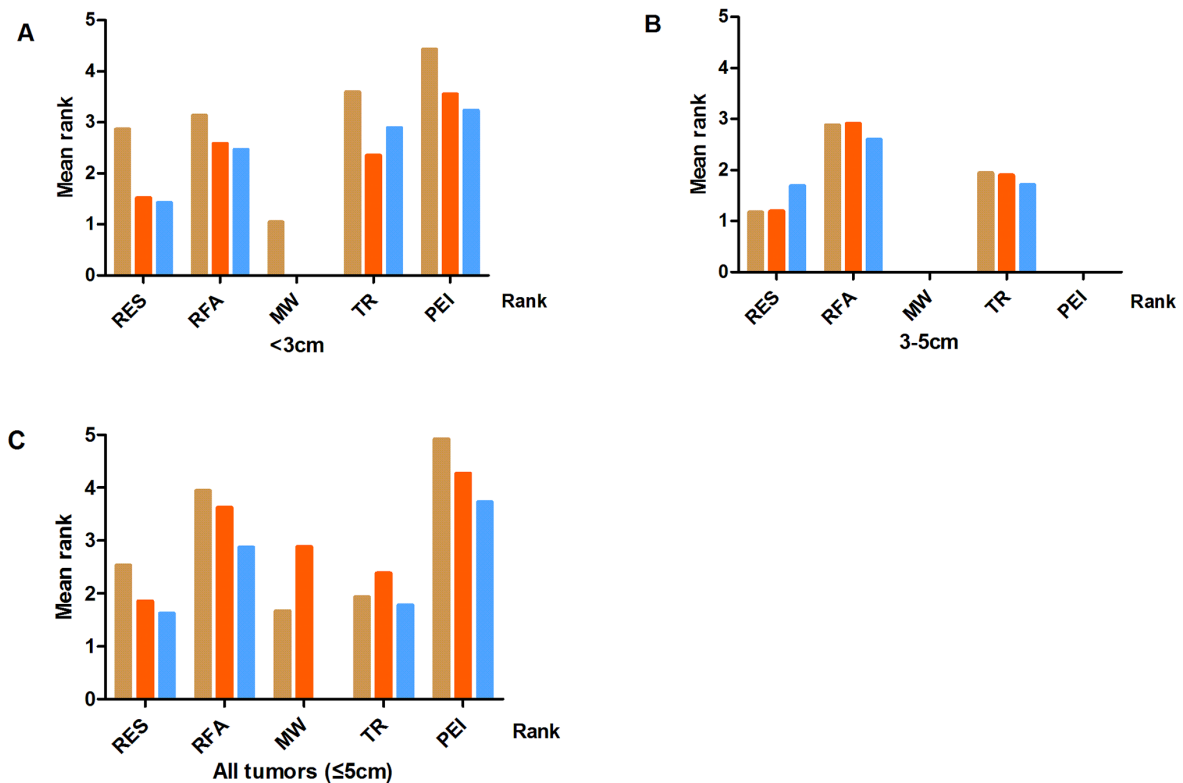 A
5
4
3
2
1
0
Mean rank
RES
RFA
MW
TR
PEI
Rank
<3cm
B
5
4
3
2
1
0
Mean rank
RES
RFA
MW
TR
PEI
Rank
3-5cm
C
5
4
3
2
1
0
Mean rank
RES
RFA
MW
TR
PEI
Rank
All tumors (≤5cm)